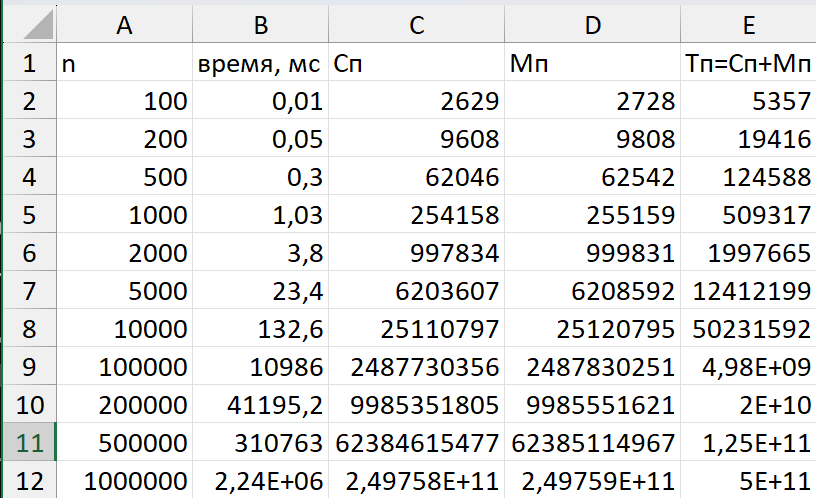 A B C D E
1 n время, мс Сп Мп Тп=Сп+Мп
2 100 0,01 2629 2728 5357
3 200 0,05 9608 9808 19416
4 500 0,3 62046 62542 124588
5 1000 1,03 254158 255159 509317
6 2000 3,8 997834 999831 1997665
7 5000 23,4 6203607 6208592 12412199
8 10000 132,6 25110797 25120795 50231592
9 100000 10986 2487730356 2487830251 4,98E+09
10 200000 41195,2 9985351805 9985551621 2E+10
11 500000 310763 62384615477 62385114967 1,25E+11
12 1000000 2,24E+06 2,49758E+11 2,49759E+11 5E+11